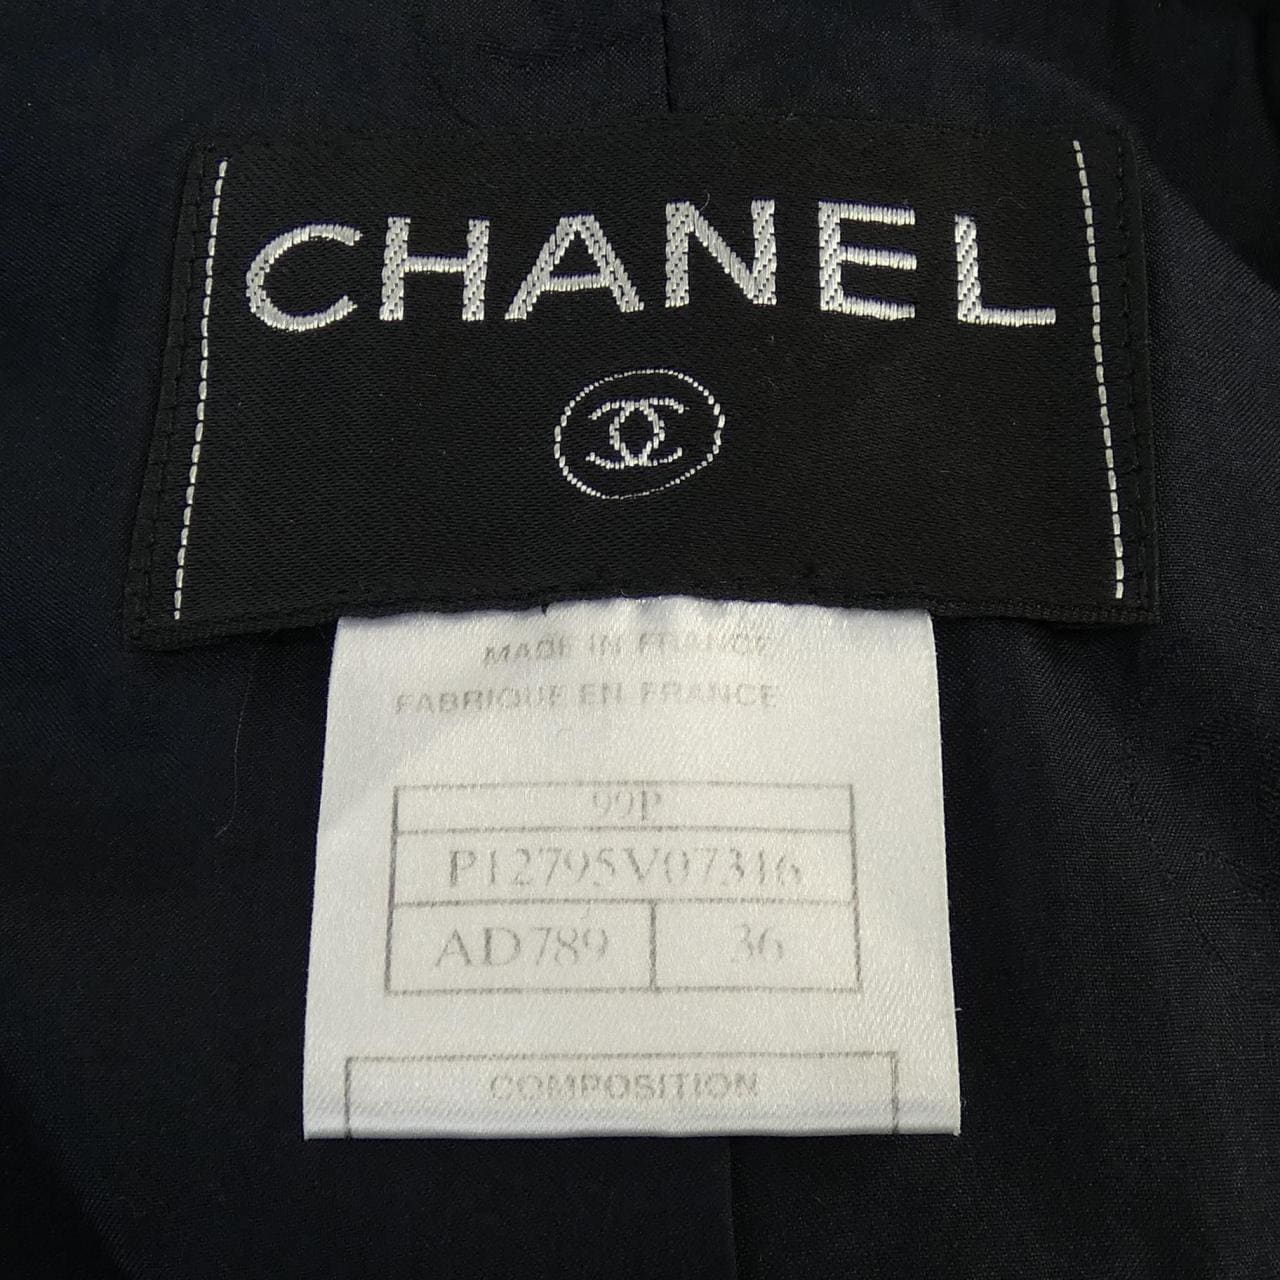 CHANEL
MADE IN FRANCE
FABRIQUE EN FRANCE
99P
P12795V07316
AD789 36
COMPOSITION